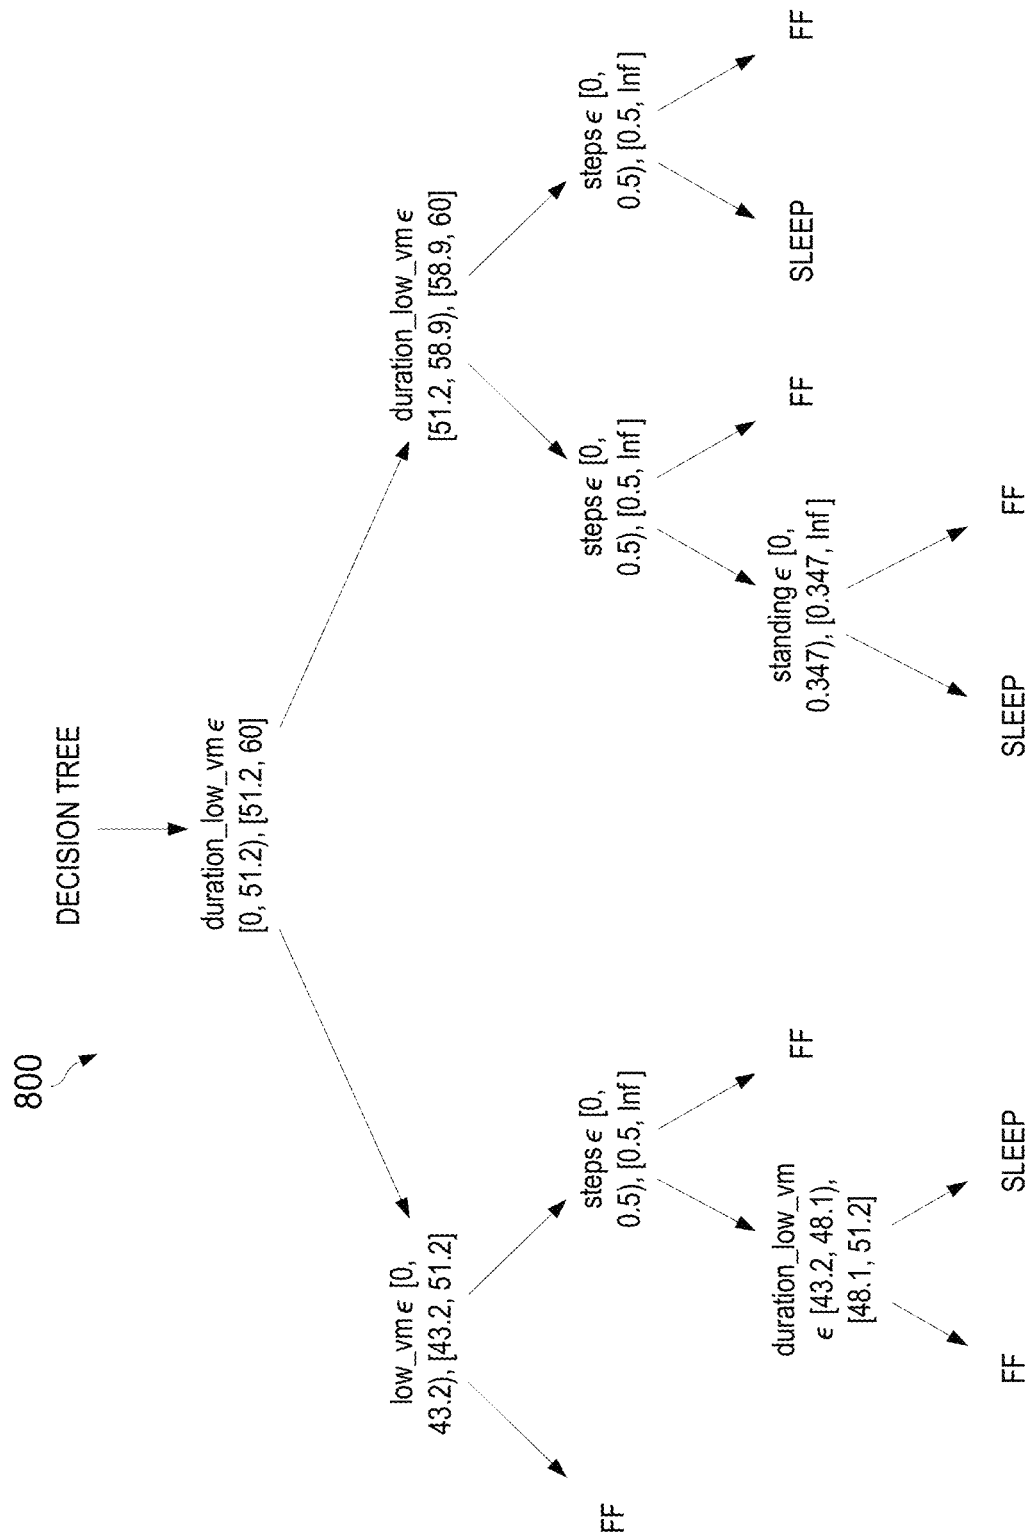 800
DECISION TREE
duration_low_vm ϵ
[0, 51.2), [51.2, 60]
low_vm ϵ [0,
43.2), [43.2, 51.2]
duration_low_vm ϵ
[51.2, 58.9), [58.9, 60]
FF
steps ϵ [0,
0.5), [0.5, Inf]
steps ϵ [0,
0.5), [0.5, Inf]
steps ϵ [0,
0.5), [0.5, Inf]
duration_low_vm
ϵ [43.2, 48.1),
[48.1, 51.2]
FF
standing ϵ [0,
0.347), [0.347, Inf]
FF
SLEEP
FF
FF
SLEEP
SLEEP
FF